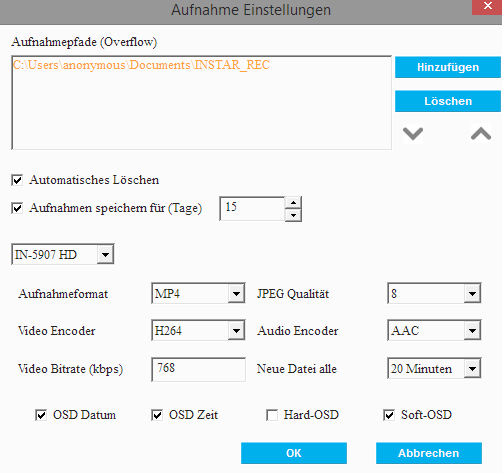 Aufnahme Einstellungen
Aufnahmepfade (Overflow)
C:\Users\anonymous\Documents\INSTAR_REC
Hinzufügen
Löschen
Automatisches Löschen
Aufnahmen speichern für (Tage) 15
IN-5907 HD
Aufnahmeformat MP4 JPEG Qualität 8
Video Encoder H264 Audio Encoder AAC
Video Bitrate (kbps) 768 Neue Datei alle 20 Minuten
OSD Datum OSD Zeit Hard-OSD Soft-OSD
OK Abbrechen